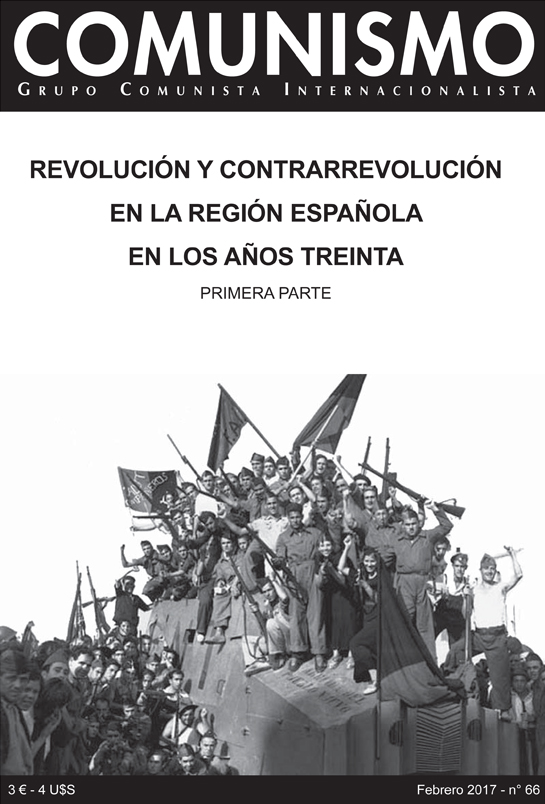 COMUNISMO
GRUPO COMUNISTA INTERNACIONALISTA
REVOLUCIÓN Y CONTRARREVOLUCIÓN
EN LA REGIÓN ESPAÑOLA
EN LOS AÑOS TREINTA
PRIMERA PARTE
3 € - 4 U$S
Febrero 2017 - n° 66